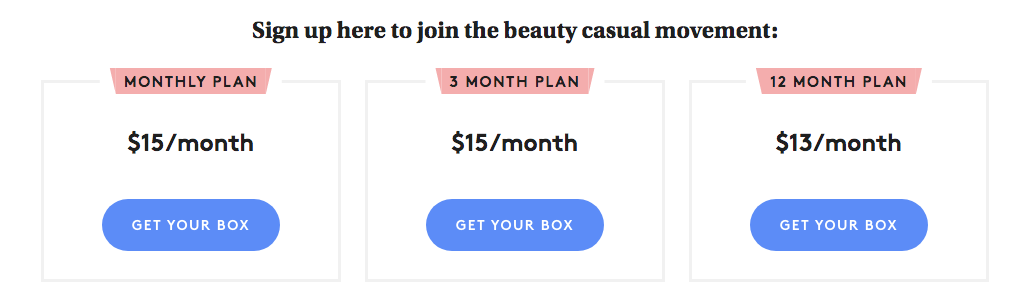 Sign up here to join the beauty casual movement:
MONTHLY PLAN
$15/month
GET YOUR BOX
3 MONTH PLAN
$15/month
GET YOUR BOX
12 MONTH PLAN
$13/month
GET YOUR BOX